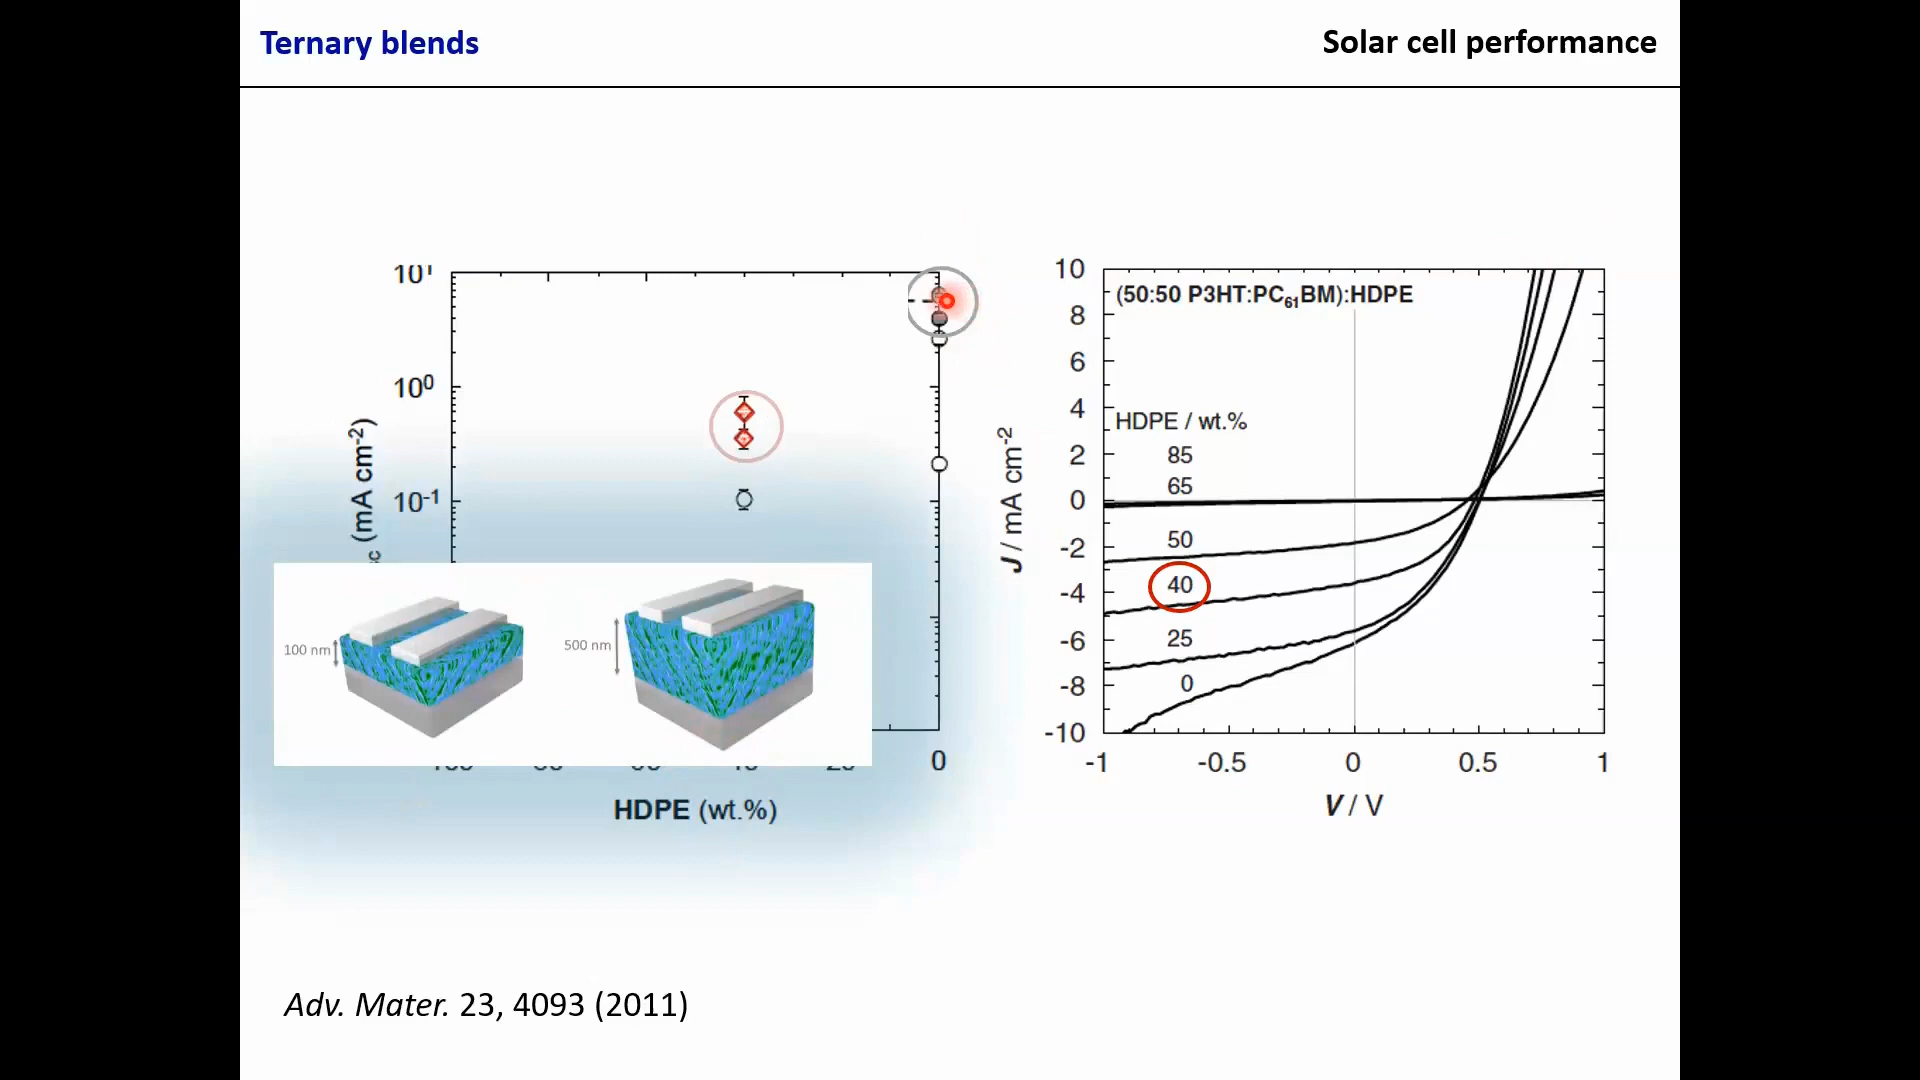 Ternary blends
Solar cell performance
10¹
10⁰
10⁻¹
(mA cm⁻²)
100 nm
500 nm
0
HDPE (wt.%)
10
8
6
4
2
0
-2
-4
-6
-8
-10
J / mA cm⁻²
(50:50 P3HT:PC₆₁BM):HDPE
HDPE / wt.%
85
65
50
40
25
0
-1
-0.5
0
0.5
1
V / V
Adv. Mater. 23, 4093 (2011)